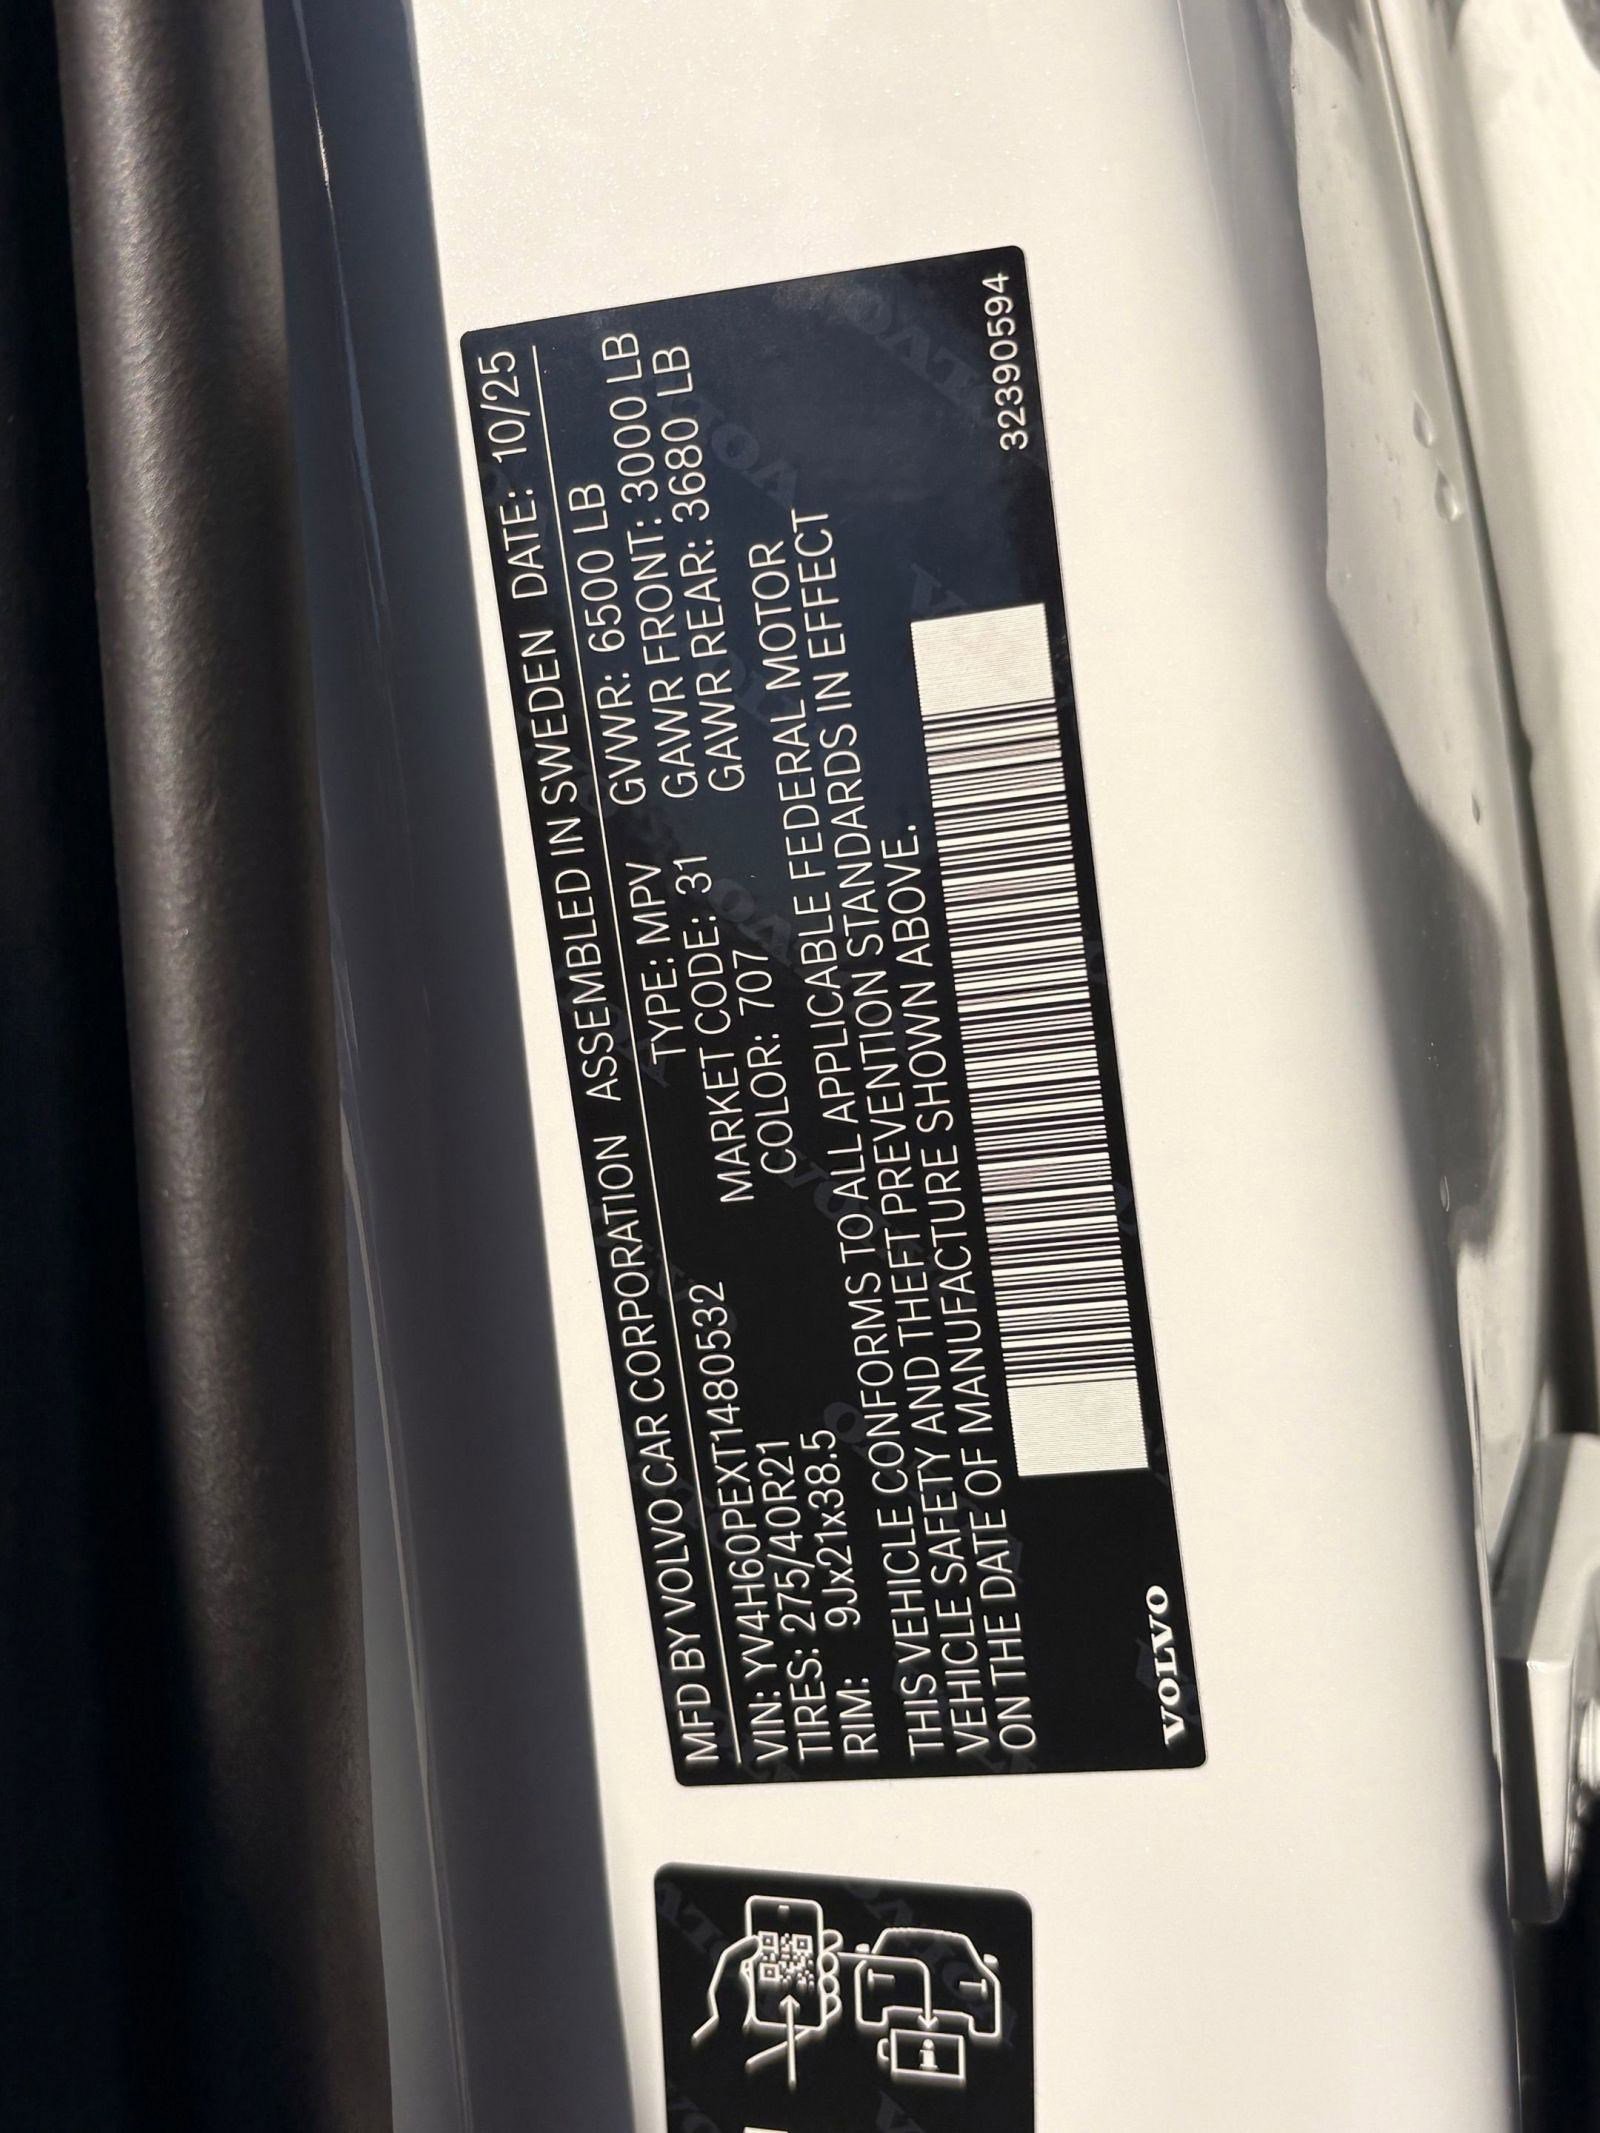 MFD BY VOLVO CAR CORPORATION ASSEMBLED IN SWEDEN DATE: 10/25
VIN: YV4H60PEXT1480532 TYPE: MPV GVWR: 6500 LB
TIRES: 275/40R21 MARKET CODE: 31 GAWR FRONT: 3000 LB
RIM: 9Jx21x38.5 COLOR: 707 GAWR REAR: 3680 LB
THIS VEHICLE CONFORMS TO ALL APPLICABLE FEDERAL MOTOR
VEHICLE SAFETY AND THEFT PREVENTION STANDARDS IN EFFECT
ON THE DATE OF MANUFACTURE SHOWN ABOVE.
VOLVO 32390594